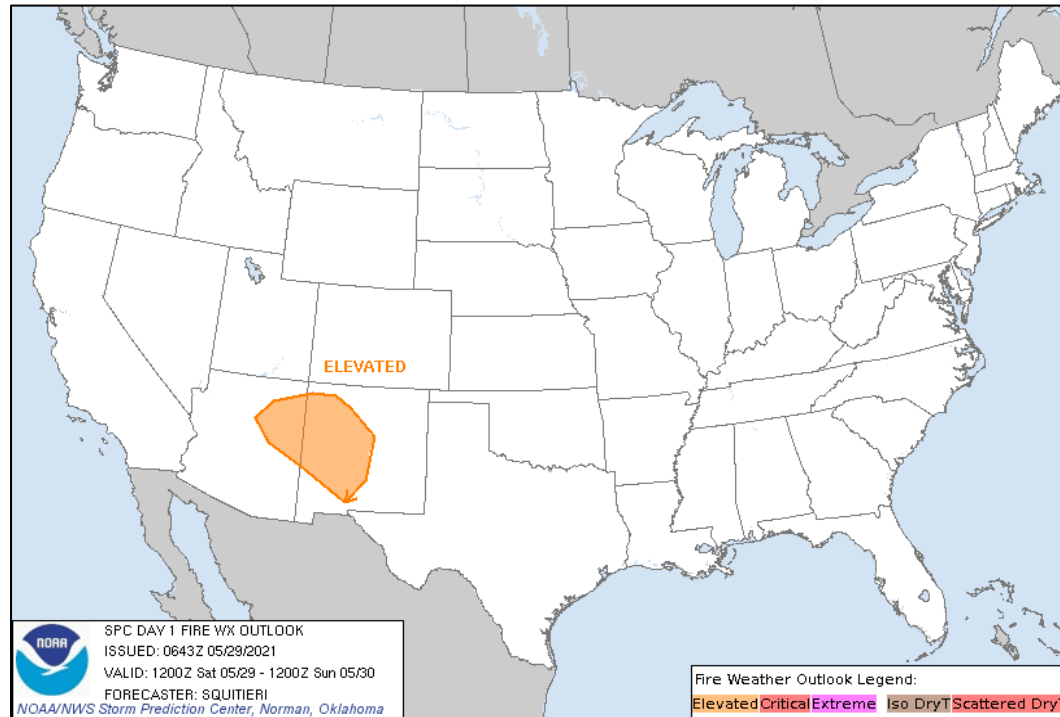 ELEVATED
NOAA
SPC DAY 1 FIRE WX OUTLOOK
ISSUED: 0643Z 05/29/2021
VALID: 1200Z Sat 05/29 - 1200Z Sun 05/30
FORECASTER: SQUITIERI
NOAA/NWS Storm Prediction Center, Norman, Oklahoma
Fire Weather Outlook Legend:
Elevated Critical Extreme Iso DryT Scattered DryT